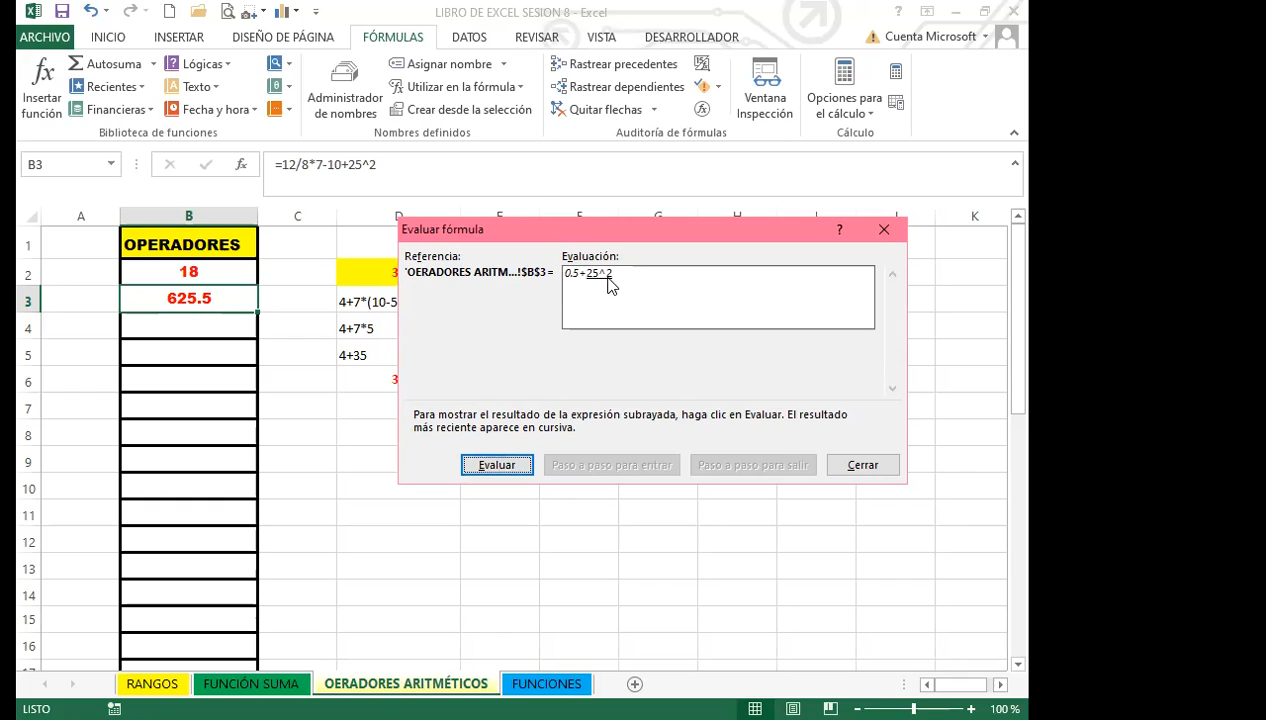 LIBRO DE EXCEL SESION 8 - Excel
ARCHIVO INICIO INSERTAR DISEÑO DE PÁGINA FÓRMULAS DATOS REVISAR VISTA DESARROLLADOR Cuenta Microsoft
Insertar función
Autosuma
Recientes
Financieras
Lógicas
Texto
Fecha y hora
Biblioteca de funciones
Administrador de nombres
Asignar nombre
Utilizar en la fórmula
Crear desde la selección
Nombres definidos
Rastrear precedentes
Rastrear dependientes
Quitar flechas
Auditoría de fórmulas
Ventana Inspección
Opciones para el cálculo
Cálculo
B3
fx
=12/8*7-10+25^2
A B C D K
1 OPERADORES
2 18 3
3 625.5 4+7*(10-5
4 4+7*5
5 4+35
6 3
7
8
9
10
11
12
13
14
15
16
Evaluar fórmula ?
Referencia: Evaluación:
'OERADORES ARITM...!$B$3 = 0.5+25^2
Para mostrar el resultado de la expresión subrayada, haga clic en Evaluar. El resultado
más reciente aparece en cursiva.
Evaluar Paso a paso para entrar Paso a paso para salir Cerrar
RANGOS FUNCIÓN SUMA OERADORES ARITMÉTICOS FUNCIONES
LISTO 100 %